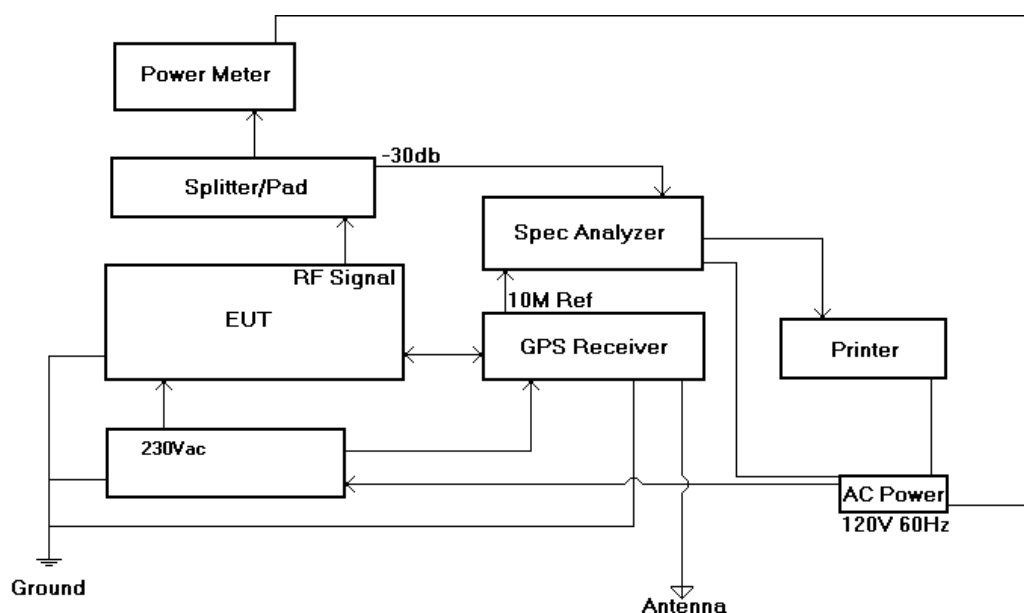 Power Meter
-30db
Splitter/Pad
Spec Analyzer
RF Signal
10M Ref
EUT
GPS Receiver
Printer
230Vac
AC Power
120V 60Hz
Ground
Antenna